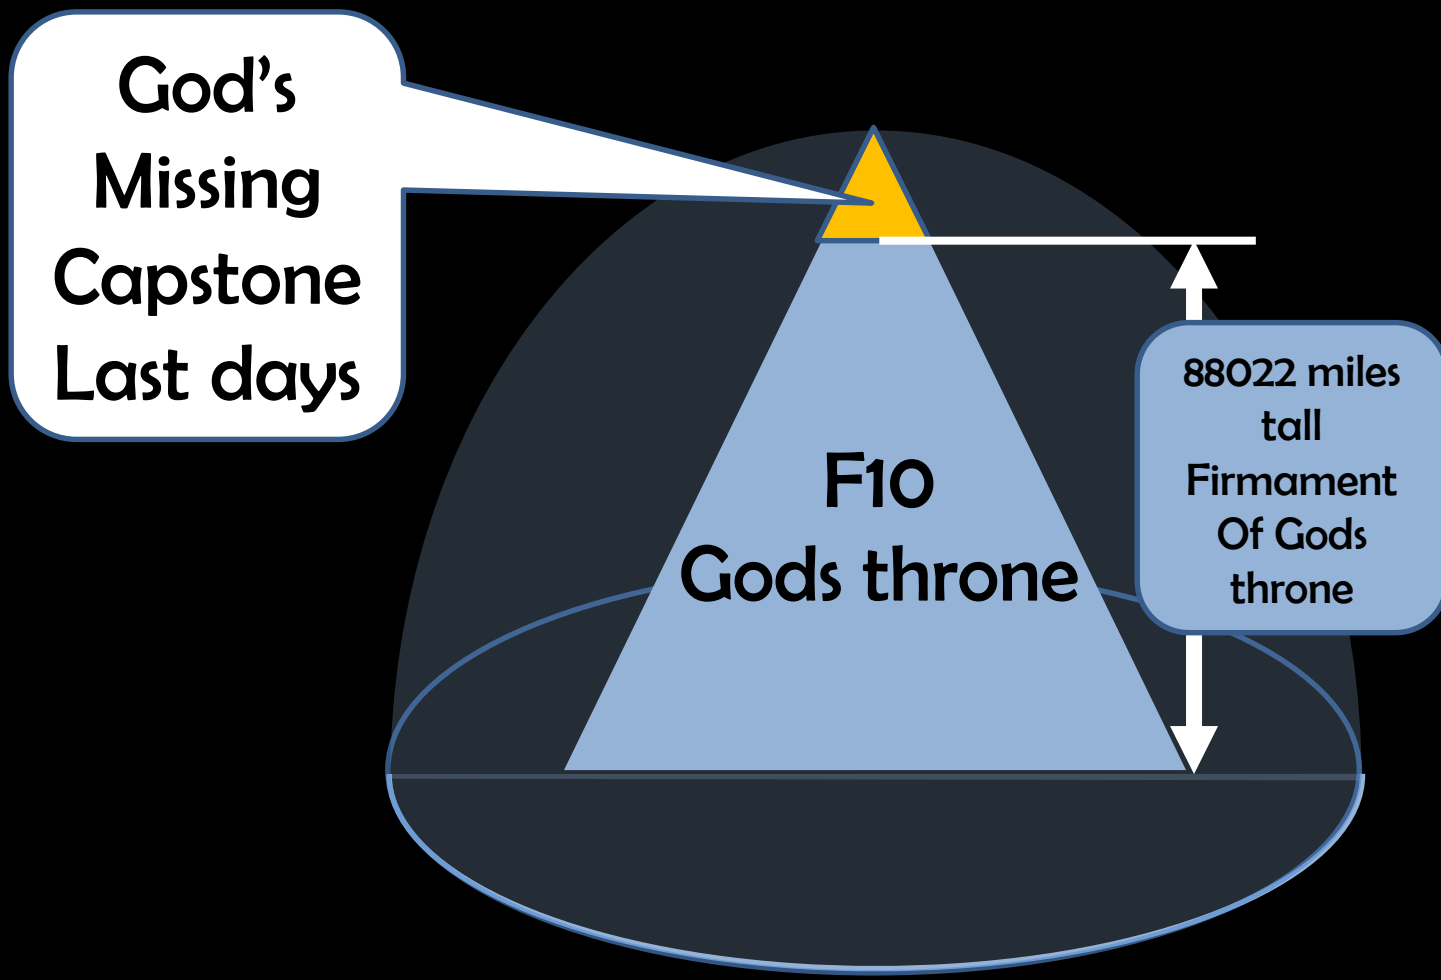 God’s
Missing
Capstone
Last days
F10
Gods throne
88022 miles
tall
Firmament
Of Gods
throne